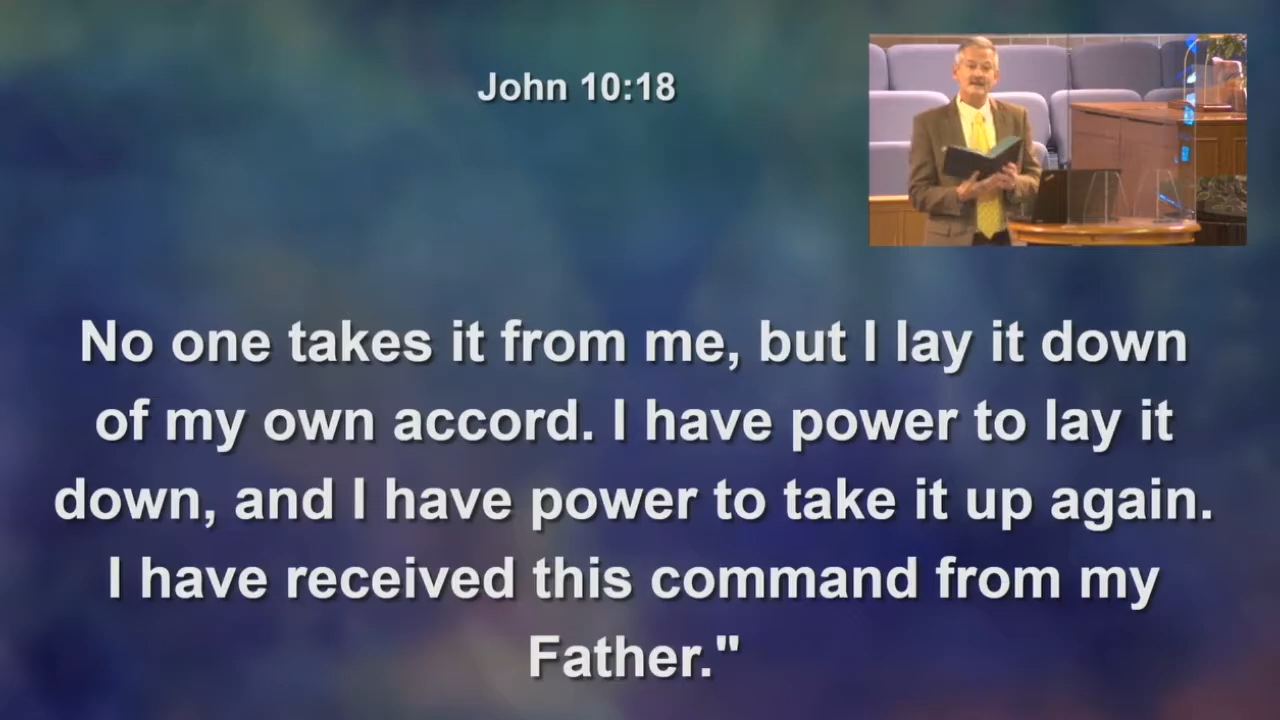 John 10:18
No one takes it from me, but I lay it down
of my own accord. I have power to lay it
down, and I have power to take it up again.
I have received this command from my
Father."